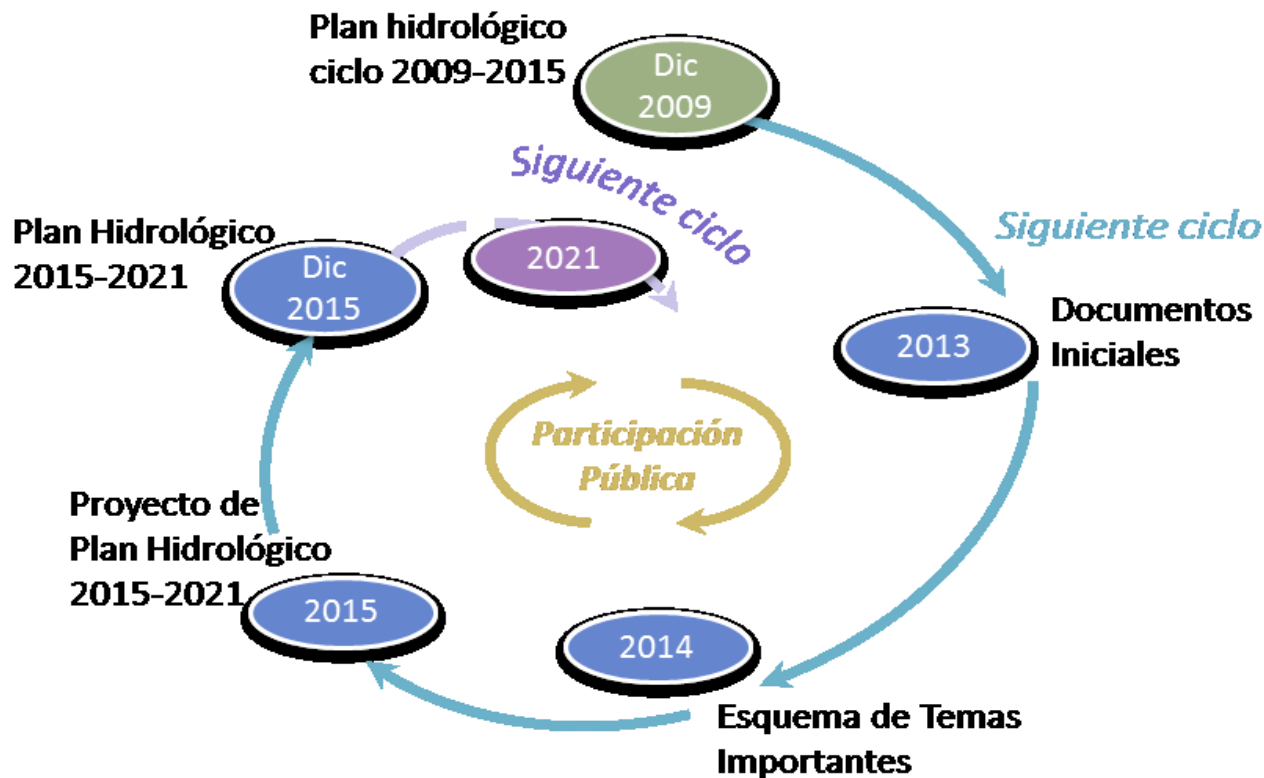 Plan hidrológico
ciclo 2009-2015
Dic
2009
Siguiente ciclo
Siguiente ciclo
Plan Hidrológico
2015-2021
Dic
2015
2021
2013
Documentos
Iniciales
Participación
Pública
Proyecto de
Plan Hidrológico
2015-2021
2015
2014
Esquema de Temas
Importantes